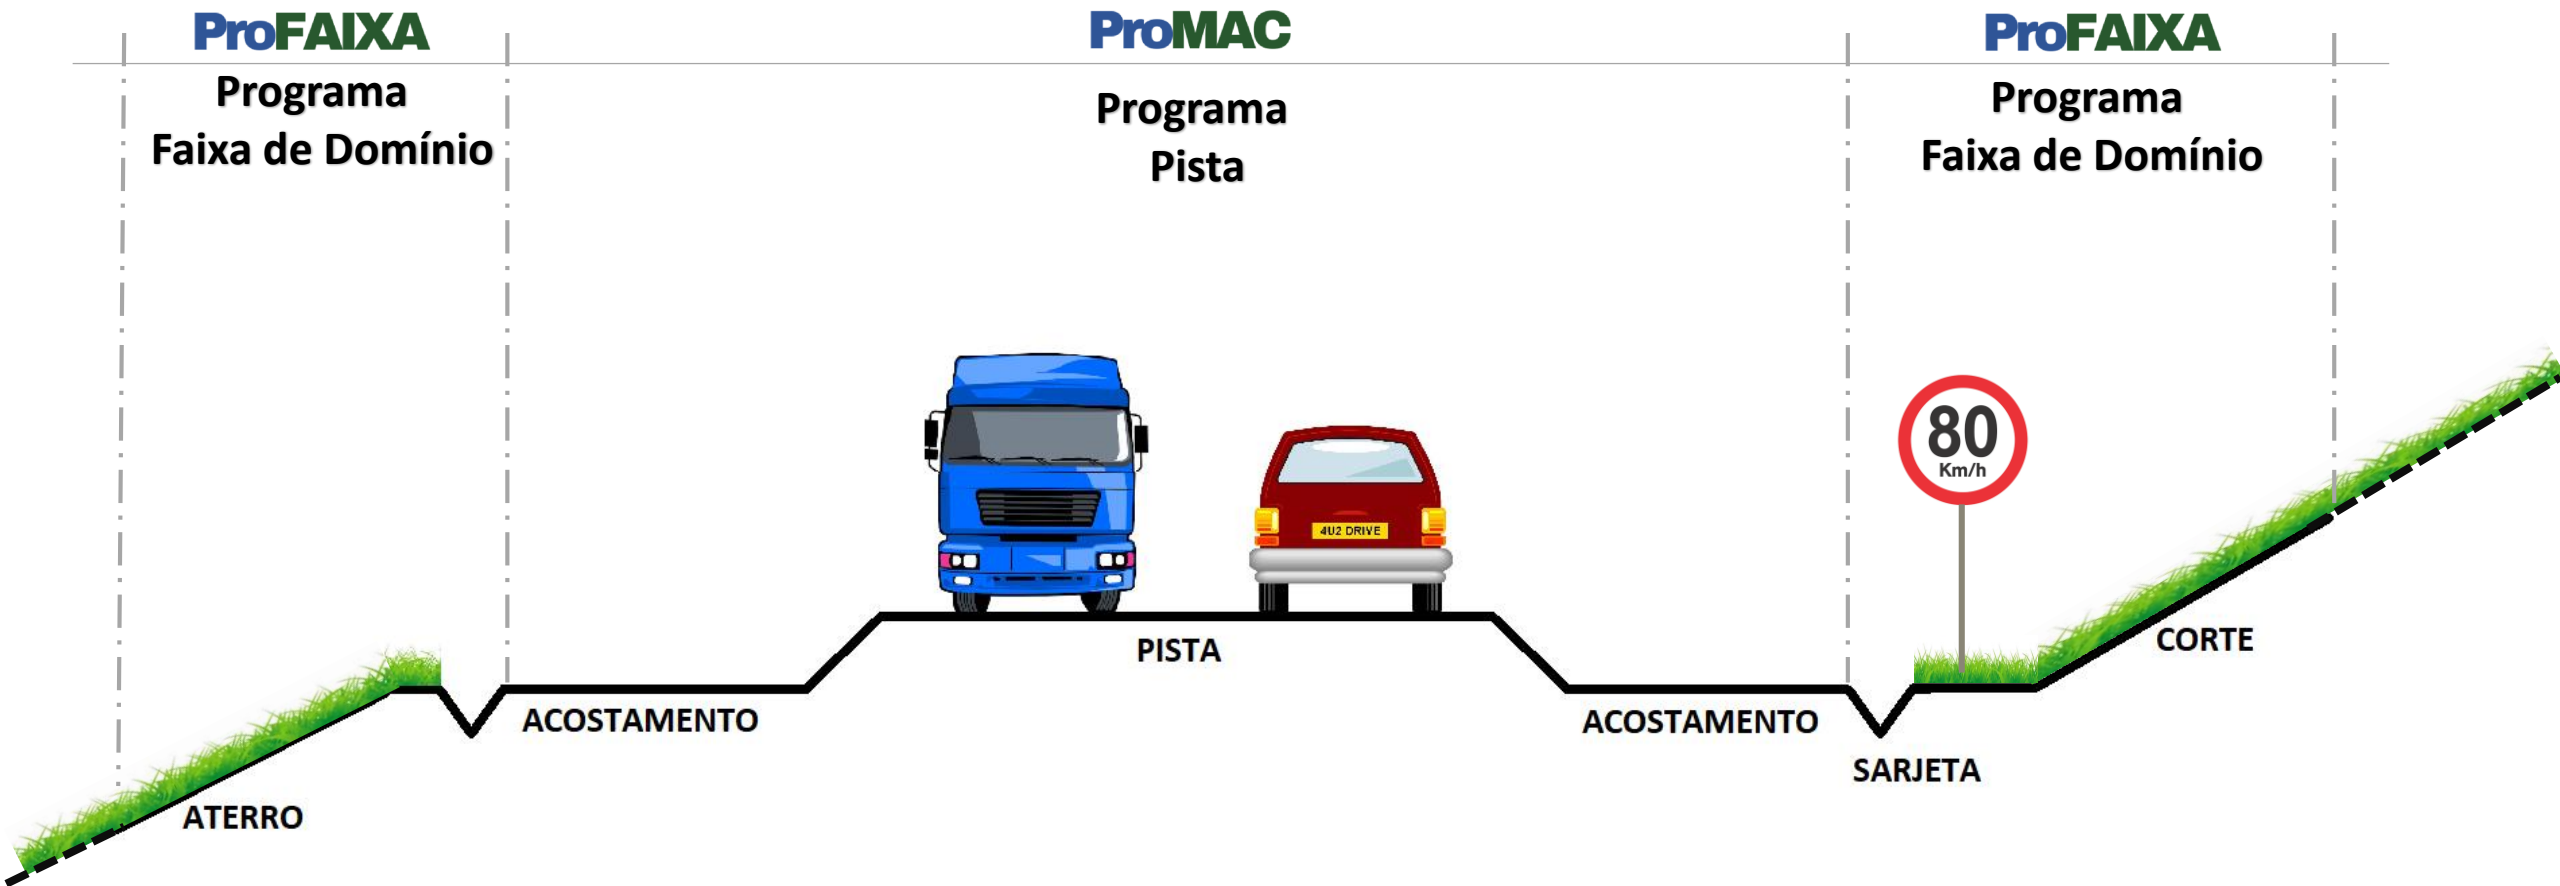 ProFAIXA
ProMAC
ProFAIXA
Programa
Faixa de Domínio
Programa
Pista
Programa
Faixa de Domínio
80
Km/h
4U2 DRIVE
PISTA
CORTE
ACOSTAMENTO
ACOSTAMENTO
SARJETA
ATERRO